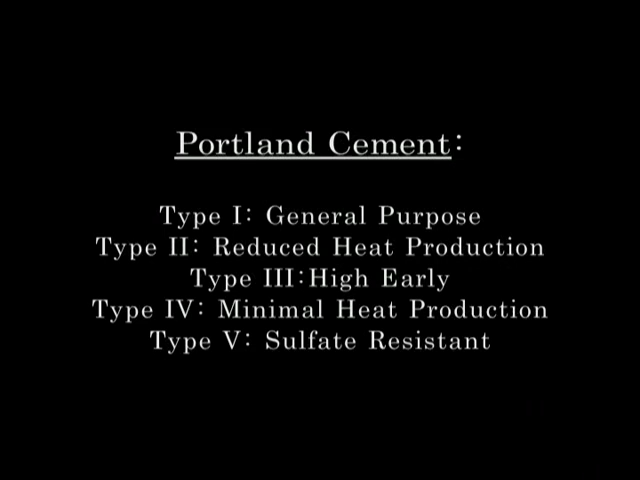 Portland Cement:
Type I: General Purpose
Type II: Reduced Heat Production
Type III:High Early
Type IV: Minimal Heat Production
Type V: Sulfate Resistant